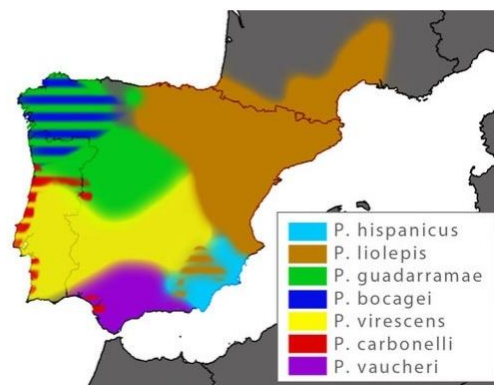 P. hispanicus
P. liolepis
P. guadarramae
P. bocagei
P. virescens
P. carbonelli
P. vaucheri